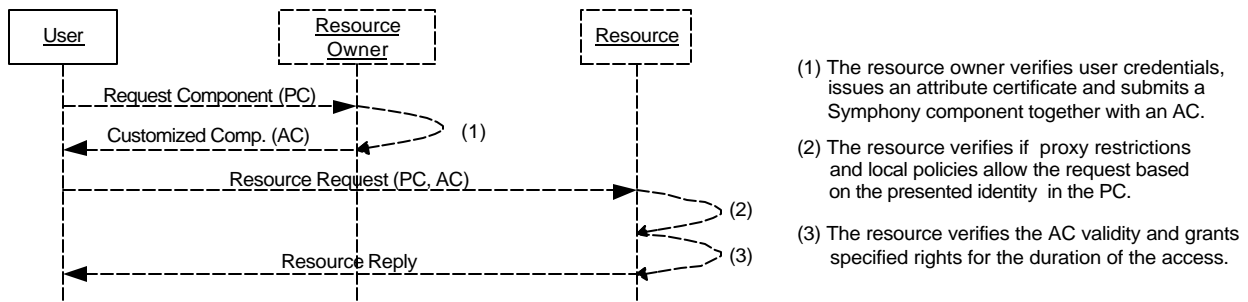 User
Resource
Owner
Resource
Request Component (PC)
(1)
Customized Comp. (AC)
Resource Request (PC, AC)
(2)
(3)
Resource Reply
(1) The resource owner verifies user credentials,
issues an attribute certificate and submits a
Symphony component together with an AC.
(2) The resource verifies if proxy restrictions
and local policies allow the request based
on the presented identity in the PC.
(3) The resource verifies the AC validity and grants
specified rights for the duration of the access.